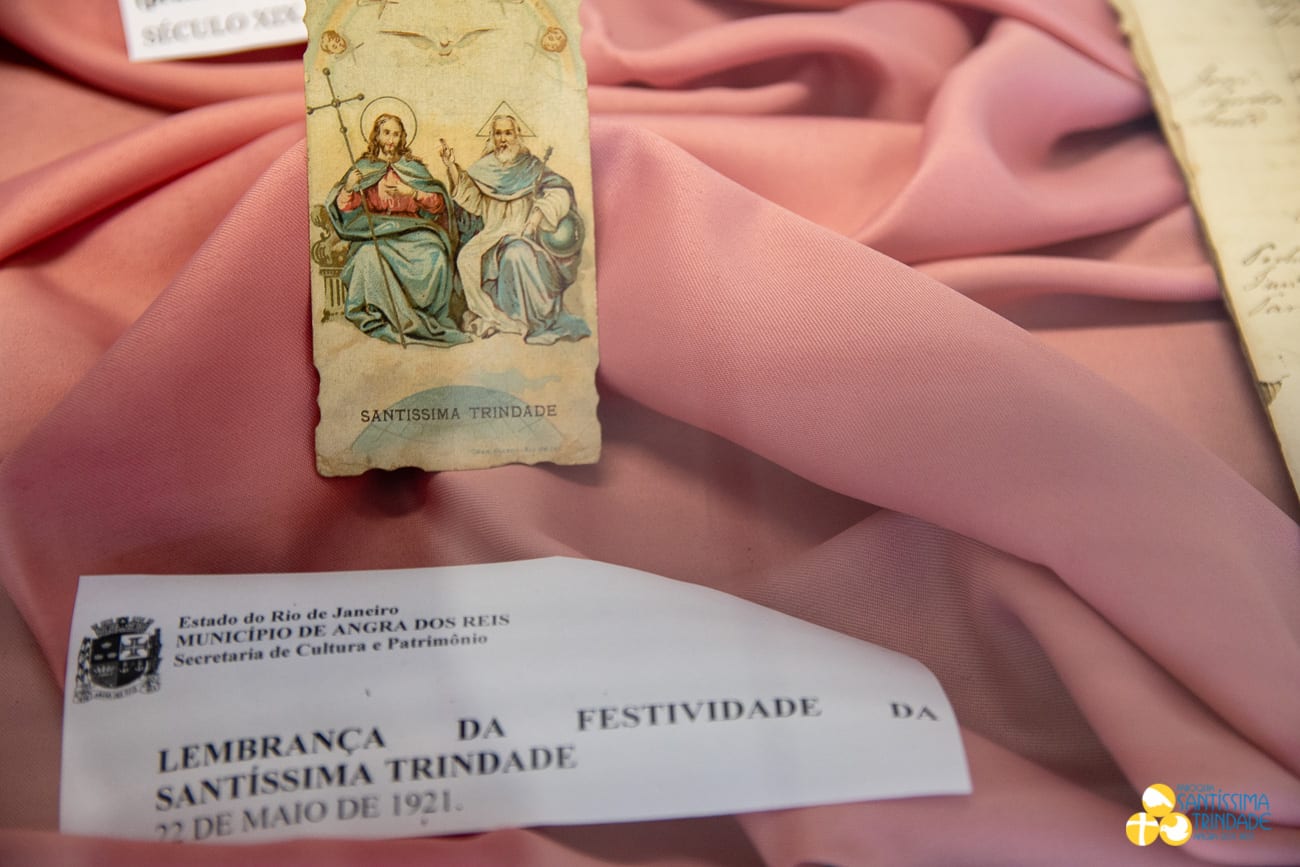 SÉCULO XIX
SANTISSIMA TRINDADE
Estado do Rio de Janeiro
MUNICÍPIO DE ANGRA DOS REIS
Secretaria de Cultura e Patrimônio
LEMBRANÇA DA FESTIVIDADE DA
SANTÍSSIMA TRINDADE
22 DE MAIO DE 1921.
PARÓQUIA
SANTÍSSIMA
TRINDADE